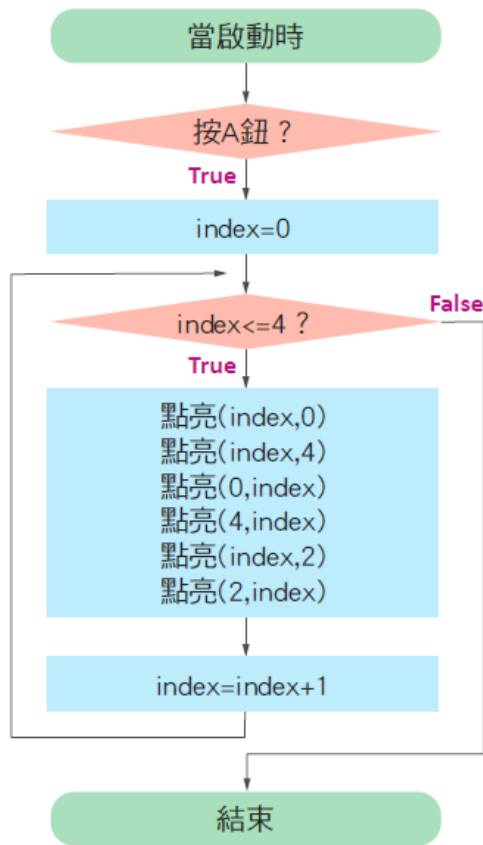 當啟動時
按A鈕？
True
index=0
index<=4？
False
True
點亮(index,0)
點亮(index,4)
點亮(0,index)
點亮(4,index)
點亮(index,2)
點亮(2,index)
index=index+1
結束